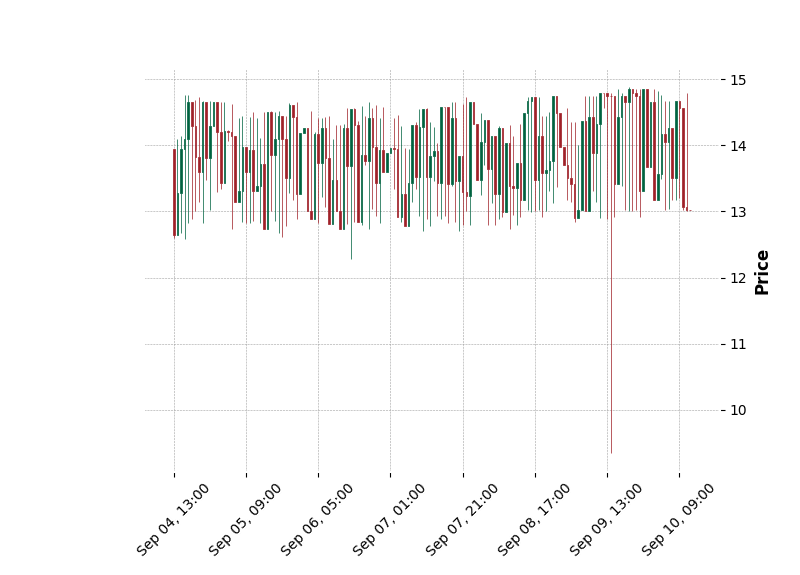 15
14
13
12
11
10
Price
Sep 04, 13:00
Sep 05, 09:00
Sep 06, 05:00
Sep 07, 01:00
Sep 07, 21:00
Sep 08, 17:00
Sep 09, 13:00
Sep 10, 09:00